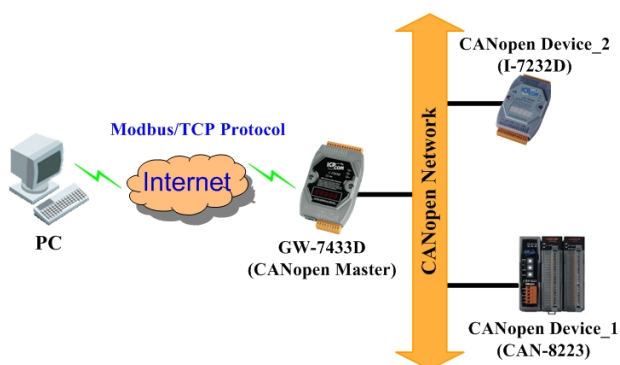 CANopen Device_2
(I-7232D)
Modbus/TCP Protocol
Internet
PC
GW-7433D
(CANopen Master)
CANopen Network
CANopen Device_1
(CAN-8223)